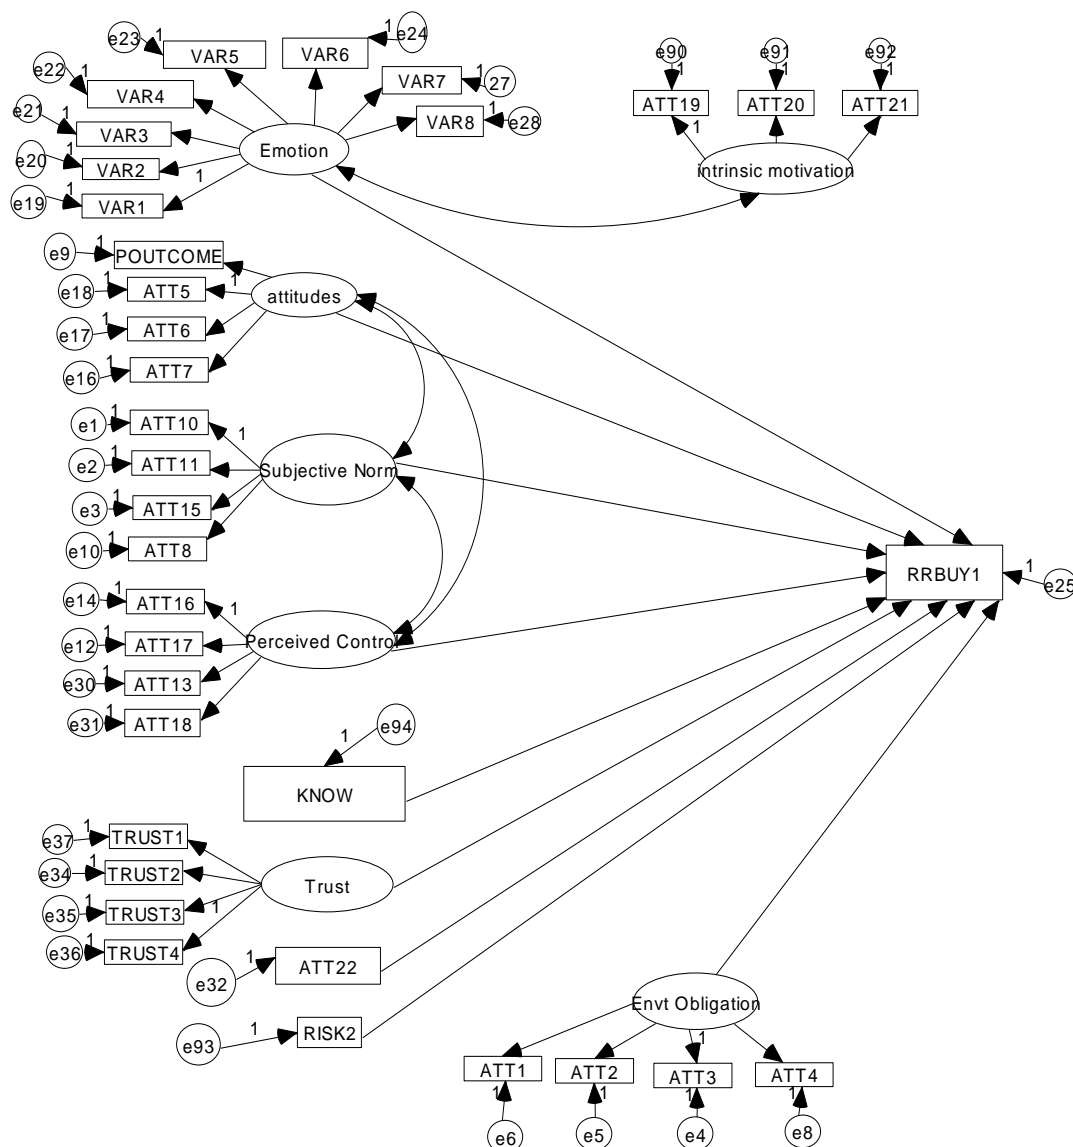 e23 1 VAR5
VAR6 1 e24
e22 1 VAR4
VAR7 1 27
e21 1 VAR3
VAR8 1 e28
e20 1 VAR2
e19 1 VAR1
1
Emotion
e90 e91 e92
1 1 1
ATT19 ATT20 ATT21
1
intrinsic motivation
e9 1 POUTCOME
e18 1 ATT5 1
attitudes
e17 1 ATT6
e16 1 ATT7
e1 1 ATT10 1
e2 1 ATT11
Subjective Norm
e3 1 ATT15
e10 1 ATT8
RRBUY1 1 e25
e14 1 ATT16 1
e12 1 ATT17
Perceived Control
e30 1 ATT13
e31 1 ATT18
e94
1
KNOW
e37 1 TRUST1
e34 1 TRUST2
Trust
e35 1 TRUST3 1
e36 1 TRUST4
e32 1 ATT22
e93 1 RISK2
Envt Obligation
1
ATT1 ATT2 ATT3 ATT4
1 1 1 1
e6 e5 e4 e8